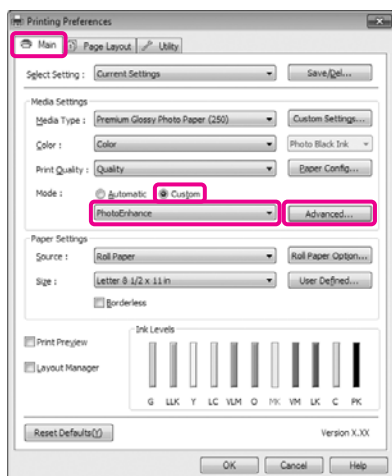 Printing Preferences
Main Page Layout Utility
Select Setting : Current Settings Save/Del...
Media Settings
Media Type : Premium Glossy Photo Paper (250) Custom Settings...
Color : Color Photo Black Ink
Print Quality : Quality Paper Config...
Mode : Automatic Custom
PhotoEnhance Advanced...
Paper Settings
Source : Roll Paper Roll Paper Option...
Size : Letter 8 1/2 x 11 in User Defined...
Borderless
Print Preview
Layout Manager
Ink Levels
G LLK Y LC VLM O MK VM LK C PK
Reset Defaults(Y) Version X.XX
OK Cancel Help